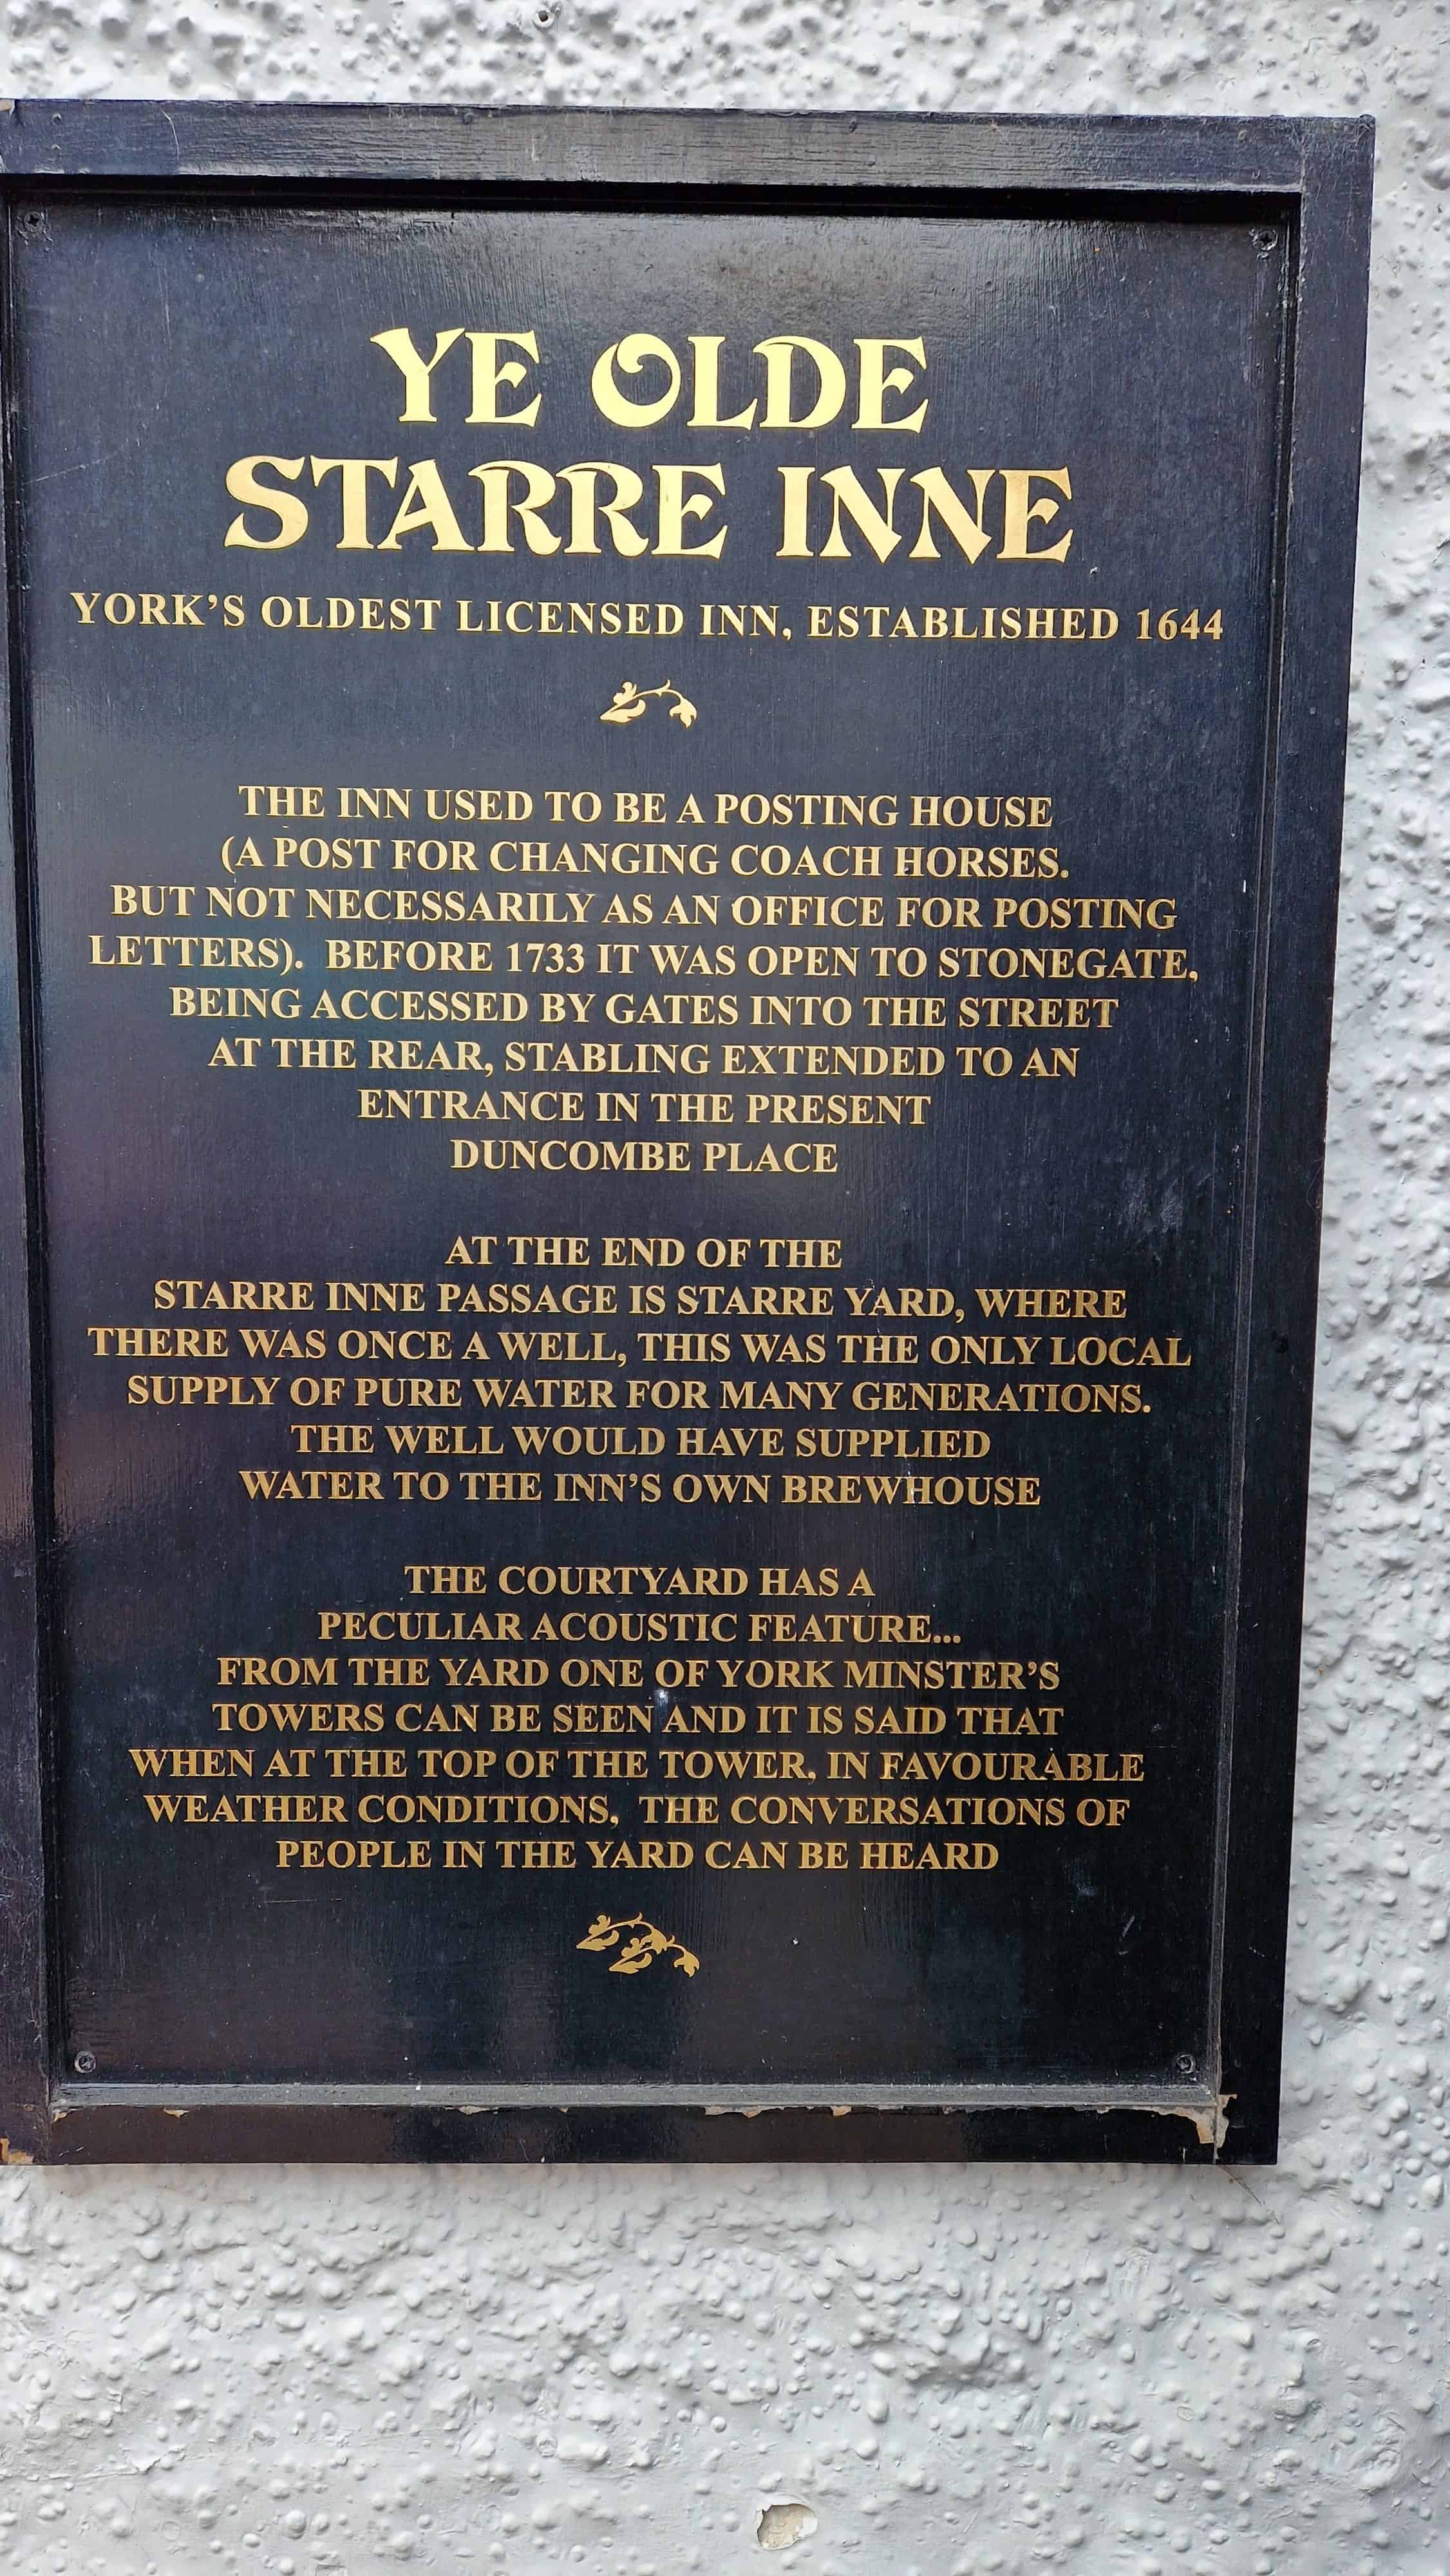 YE OLDE
STARRE INNE
YORK'S OLDEST LICENSED INN, ESTABLISHED 1644
THE INN USED TO BE A POSTING HOUSE
(A POST FOR CHANGING COACH HORSES.
BUT NOT NECESSARILY AS AN OFFICE FOR POSTING
LETTERS). BEFORE 1733 IT WAS OPEN TO STONEGATE,
BEING ACCESSED BY GATES INTO THE STREET
AT THE REAR, STABLING EXTENDED TO AN
ENTRANCE IN THE PRESENT
DUNCOMBE PLACE
AT THE END OF THE
STARRE INNE PASSAGE IS STARRE YARD, WHERE
THERE WAS ONCE A WELL, THIS WAS THE ONLY LOCAL
SUPPLY OF PURE WATER FOR MANY GENERATIONS.
THE WELL WOULD HAVE SUPPLIED
WATER TO THE INN'S OWN BREWHOUSE
THE COURTYARD HAS A
PECULIAR ACOUSTIC FEATURE...
FROM THE YARD ONE OF YORK MINSTER'S
TOWERS CAN BE SEEN AND IT IS SAID THAT
WHEN AT THE TOP OF THE TOWER, IN FAVOURABLE
WEATHER CONDITIONS, THE CONVERSATIONS OF
PEOPLE IN THE YARD CAN BE HEARD